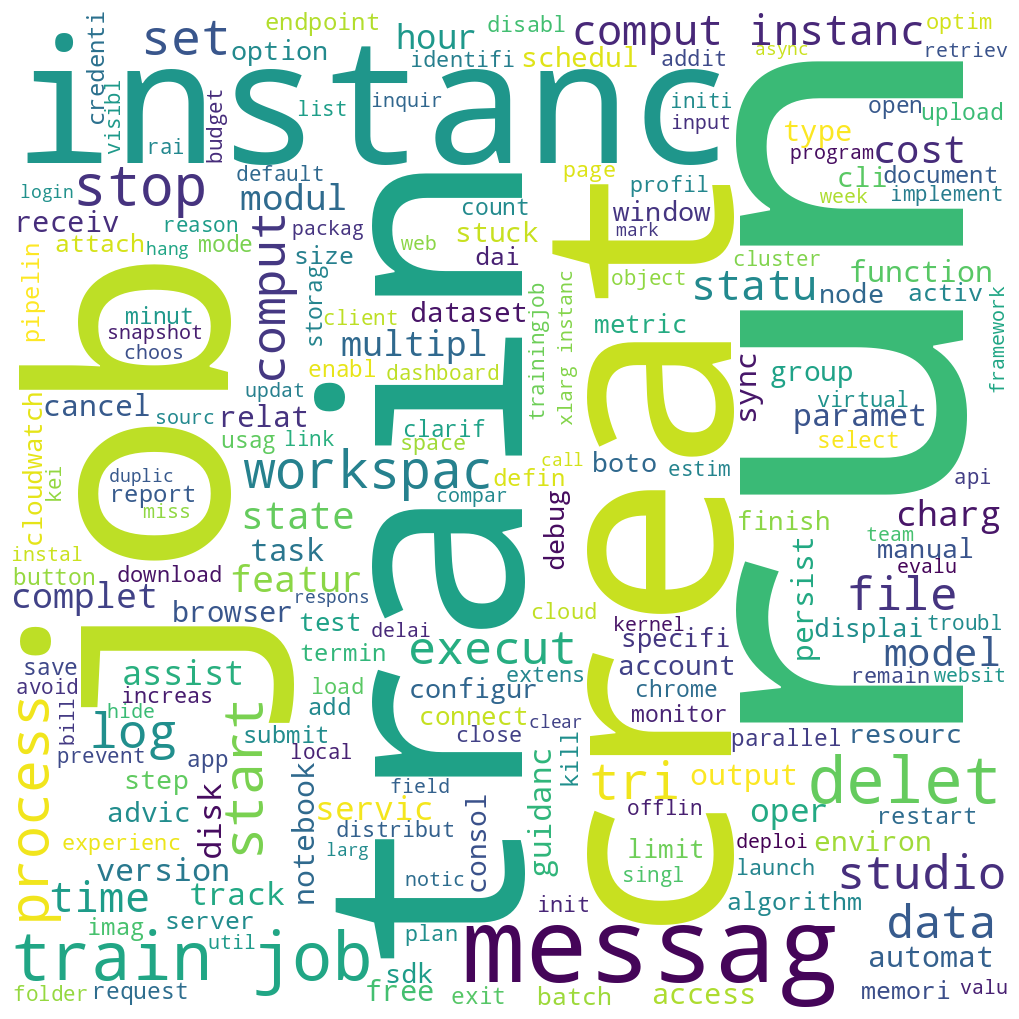 instanc
run
train
creat
job
messag
train job
comput instanc
set
hour
endpoint
disabl
option
identifi
schedul
addit
optim
async
retriev
credenti
visibl
list
inquir
initi
input
open
upload
type
program
cost
budget
rai
login
stop
default
modul
page
profil
cli
document
week
implement
receiv
reason
packag
count
window
mark
attach
hang
mode
web
stuck
size
dai
object
cluster
function
statu
node
activ
pipelin
minut
snapshot
choos
comput
storag
client
dataset
trainingjob
xlarg instanc
metric
framework
multipl
enabl
dashboard
updat
sync
group
virtual
paramet
select
cancel
sourc
relat
clarif
space
usag
link
call
cloudwatch
kei
duplic
report
miss
workspac
defin
boto
estim
compar
api
instal
state
debug
finish
charg
team
button
download
task
manual
evalu
featur
respons
complet
browser
test
delai
execut
cloud
kernel
specifi
persist
file
displai
troubl
termin
save
avoid
increas
assist
load
configur
extens
account
model
remain
websit
add
chrome
process
bill
hide
log
start
submit
local
connect
close
clear
monitor
prevent
app
parallel
resourc
step
notebook
field
kill
tri
output
delet
advic
disk
servic
consol
guidanc
offlin
oper
restart
experienc
distribut
limit
deploi
environ
version
larg
notic
singl
launch
studio
time
track
init
algorithm
imag
server
util
plan
data
automat
sdk
folder
request
free
exit
batch
access
memori
valu